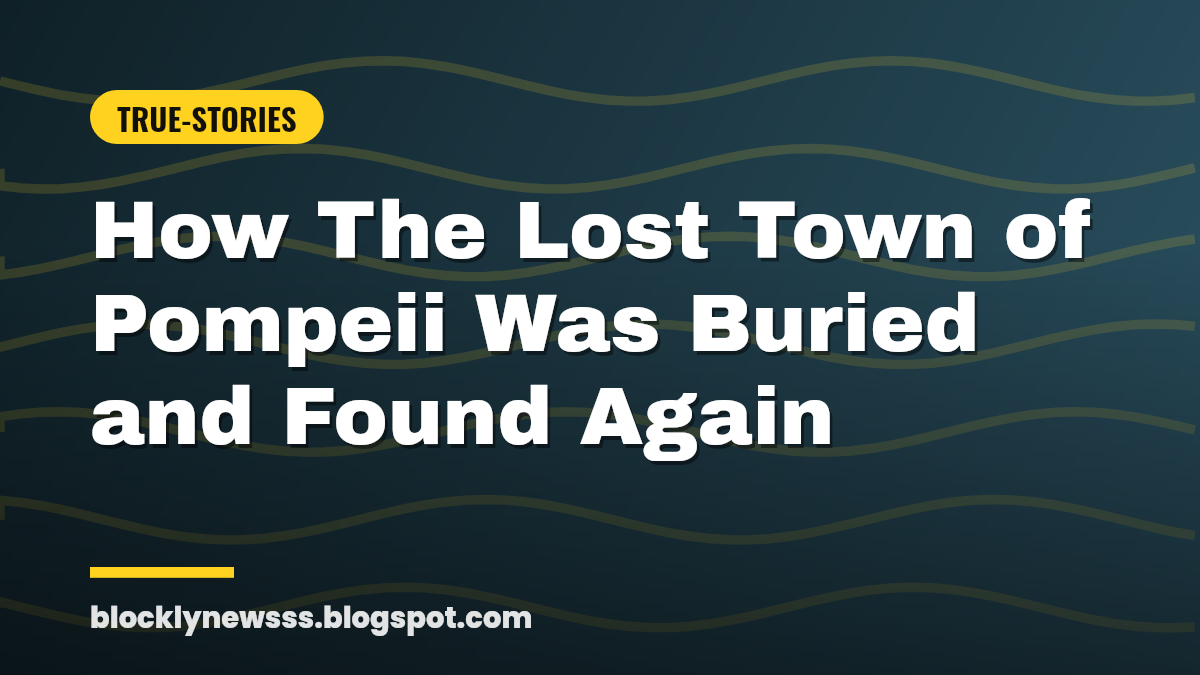 TRUE-STORIES
How The Lost Town of
Pompeii Was Buried
and Found Again
blocklynewsss.blogspot.com